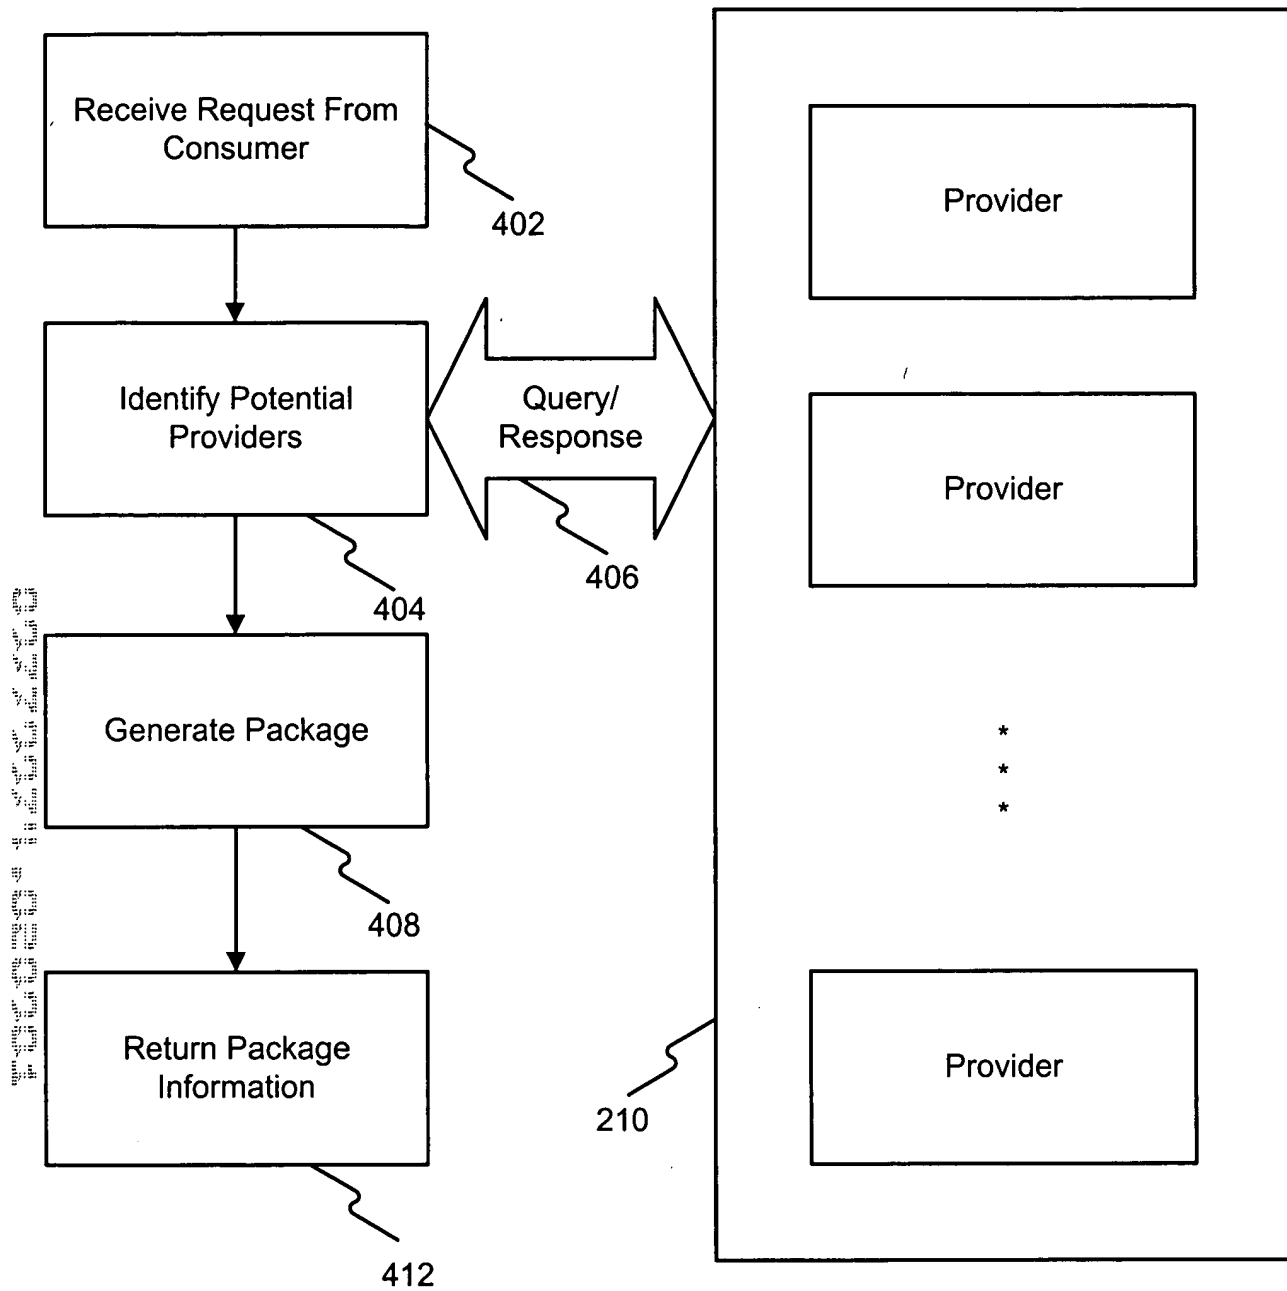 Receive Request From
Consumer
402
Provider
Identify Potential
Providers
Query/
Response
404
406
Provider
Generate Package
408
*
*
*
Return Package
Information
412
210
Provider